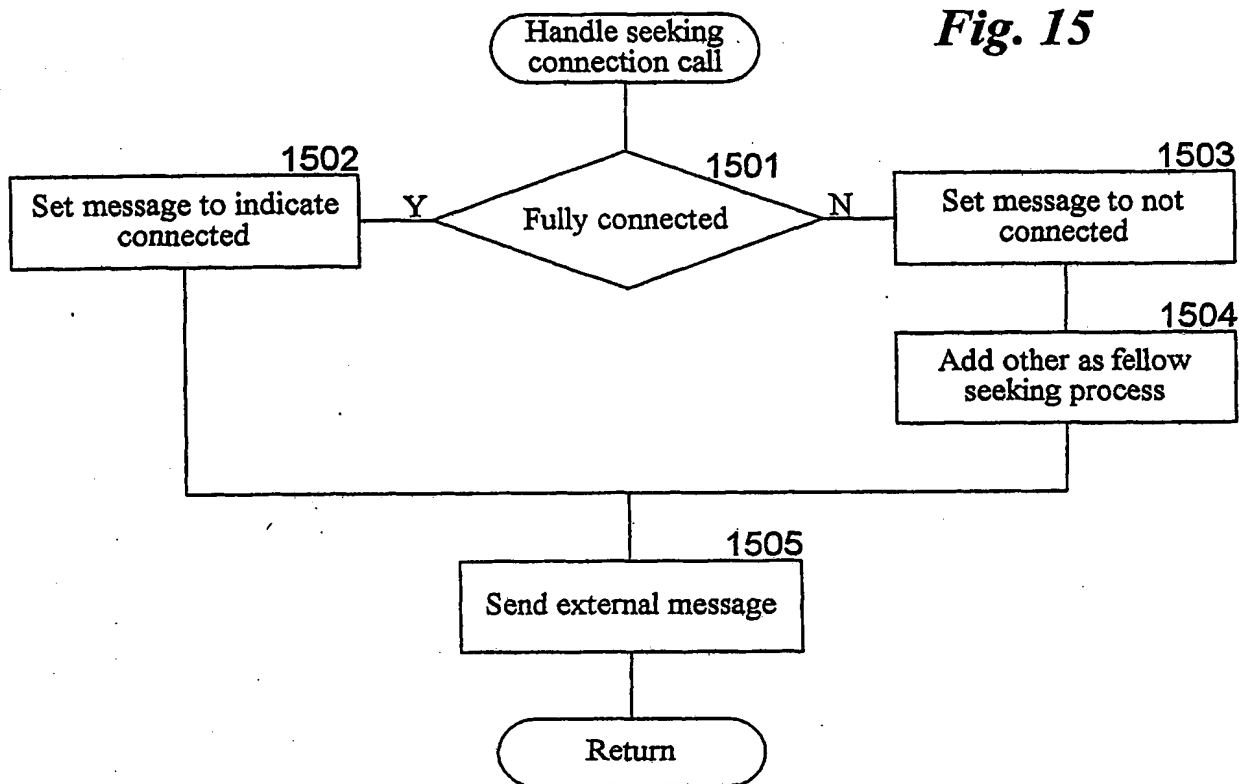 Fig. 15
Handle seeking
connection call
1501
Fully connected
Y
N
1502
Set message to indicate
connected
1503
Set message to not
connected
1504
Add other as fellow
seeking process
1505
Send external message
Return